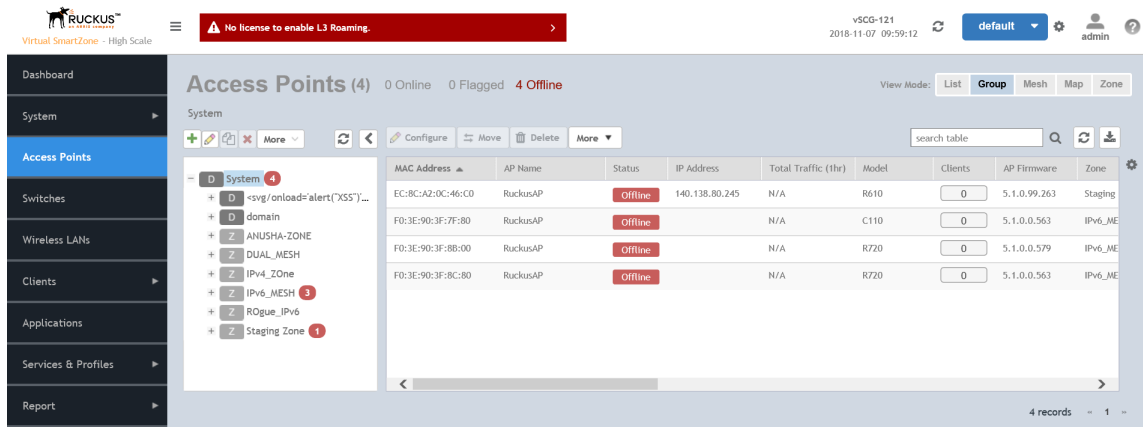 RUCKUS™
an ARRIS company
Virtual SmartZone - High Scale
No license to enable L3 Roaming.
vSCG-121
2018-11-07 09:59:12
default
admin
Dashboard
System
Access Points
Switches
Wireless LANs
Clients
Applications
Services & Profiles
Report
Access Points (4) 0 Online 0 Flagged 4 Offline
View Mode: List Group Mesh Map Zone
System
More
Configure Move Delete More
search table
D System 4
D <svg/onload='alert("XSS")'...
D domain
Z ANUSHA-ZONE
Z DUAL_MESH
Z IPv4_ZOne
Z IPv6_MESH 3
Z ROgue_IPv6
Z Staging Zone 1
MAC Address AP Name Status IP Address Total Traffic (1hr) Model Clients AP Firmware Zone
EC:8C:A2:0C:46:C0 RuckusAP Offline 140.138.80.245 N/A R610 0 5.1.0.99.263 Staging
F0:3E:90:3F:7F:80 RuckusAP Offline N/A C110 0 5.1.0.0.563 IPv6_ME
F0:3E:90:3F:8B:00 RuckusAP Offline N/A R720 0 5.1.0.0.579 IPv6_ME
F0:3E:90:3F:8C:80 RuckusAP Offline N/A R720 0 5.1.0.0.563 IPv6_ME
4 records « 1 »